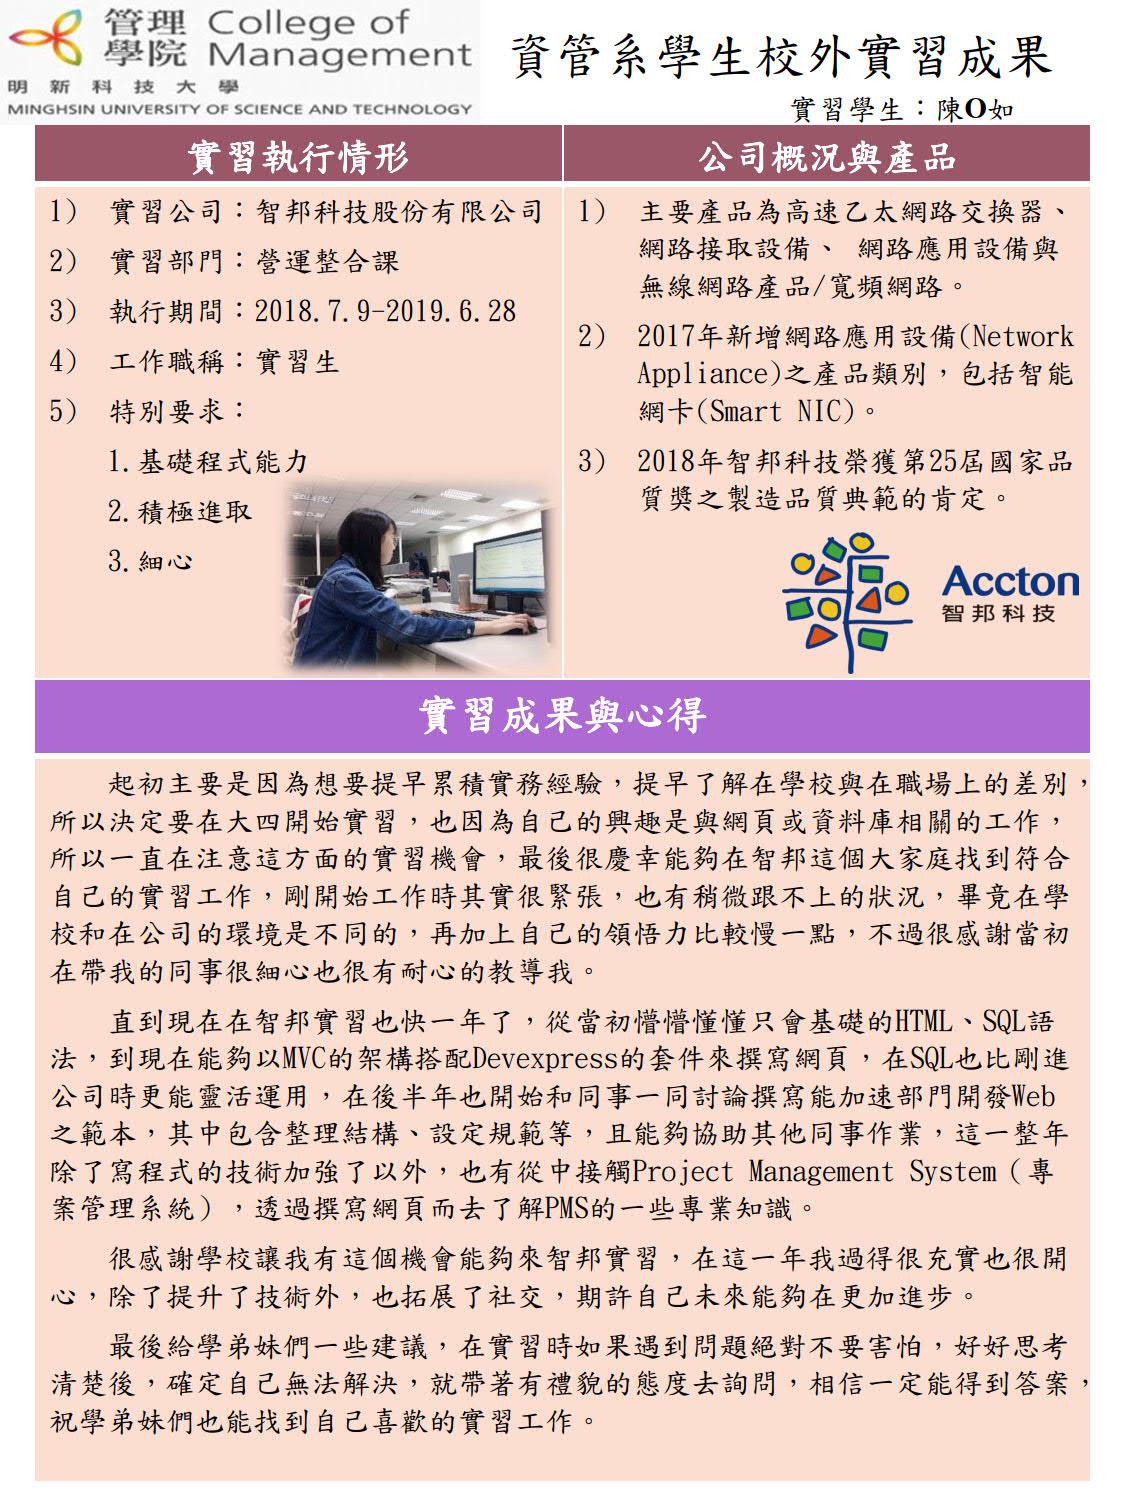 管理學院 College of Management
明新科技大學
MINGHSIN UNIVERSITY OF SCIENCE AND TECHNOLOGY
資管系學生校外實習成果
實習學生：陳O如
實習執行情形
1) 實習公司：智邦科技股份有限公司
2) 實習部門：營運整合課
3) 執行期間：2018.7.9-2019.6.28
4) 工作職稱：實習生
5) 特別要求：
1.基礎程式能力
2.積極進取
3.細心
公司概況與產品
1) 主要產品為高速乙太網路交換器、
網路接取設備、 網路應用設備與
無線網路產品/寬頻網路。
2) 2017年新增網路應用設備(Network
Appliance)之產品類別，包括智能
網卡(Smart NIC)。
3) 2018年智邦科技榮獲第25屆國家品
質獎之製造品質典範的肯定。
Accton
智邦科技
實習成果與心得
起初主要是因為想要提早累積實務經驗，提早了解在學校與在職場上的差別，
所以決定要在大四開始實習，也因為自己的興趣是與網頁或資料庫相關的工作，
所以一直在注意這方面的實習機會，最後很慶幸能夠在智邦這個大家庭找到符合
自己的實習工作，剛開始工作時其實很緊張，也有稍微跟不上的狀況，畢竟在學
校和在公司的環境是不同的，再加上自己的領悟力比較慢一點，不過很感謝當初
在帶我的同事很細心也很有耐心的教導我。
直到現在在智邦實習也快一年了，從當初懵懵懂懂只會基礎的HTML、SQL語
法，到現在能夠以MVC的架構搭配Devexpress的套件來撰寫網頁，在SQL也比剛進
公司時更能靈活運用，在後半年也開始和同事一同討論撰寫能加速部門開發Web
之範本，其中包含整理結構、設定規範等，且能夠協助其他同事作業，這一整年
除了寫程式的技術加強了以外，也有從中接觸Project Management System（專
案管理系統），透過撰寫網頁而去了解PMS的一些專業知識。
很感謝學校讓我有這個機會能夠來智邦實習，在這一年我過得很充實也很開
心，除了提升了技術外，也拓展了社交，期許自己未來能夠在更加進步。
最後給學弟妹們一些建議，在實習時如果遇到問題絕對不要害怕，好好思考
清楚後，確定自己無法解決，就帶著有禮貌的態度去詢問，相信一定能得到答案，
祝學弟妹們也能找到自己喜歡的實習工作。